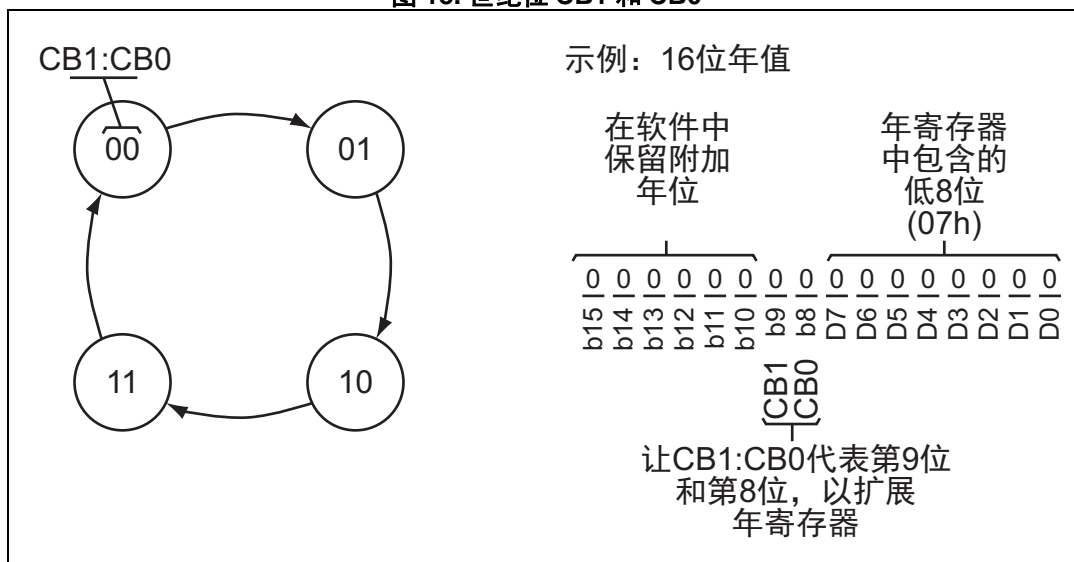 CB1:CB0
00
01
11
10
示例：16位年值
在软件中
保留附加
年位
年寄存器
中包含的
低8位
(07h)
0 0 0 0 0 0 0 0 0 0 0 0 0 0 0 0
b15 b14 b13 b12 b11 b10 b9 b8 D7 D6 D5 D4 D3 D2 D1 D0
CB1 CB0
让CB1:CB0代表第9位
和第8位，以扩展
年寄存器